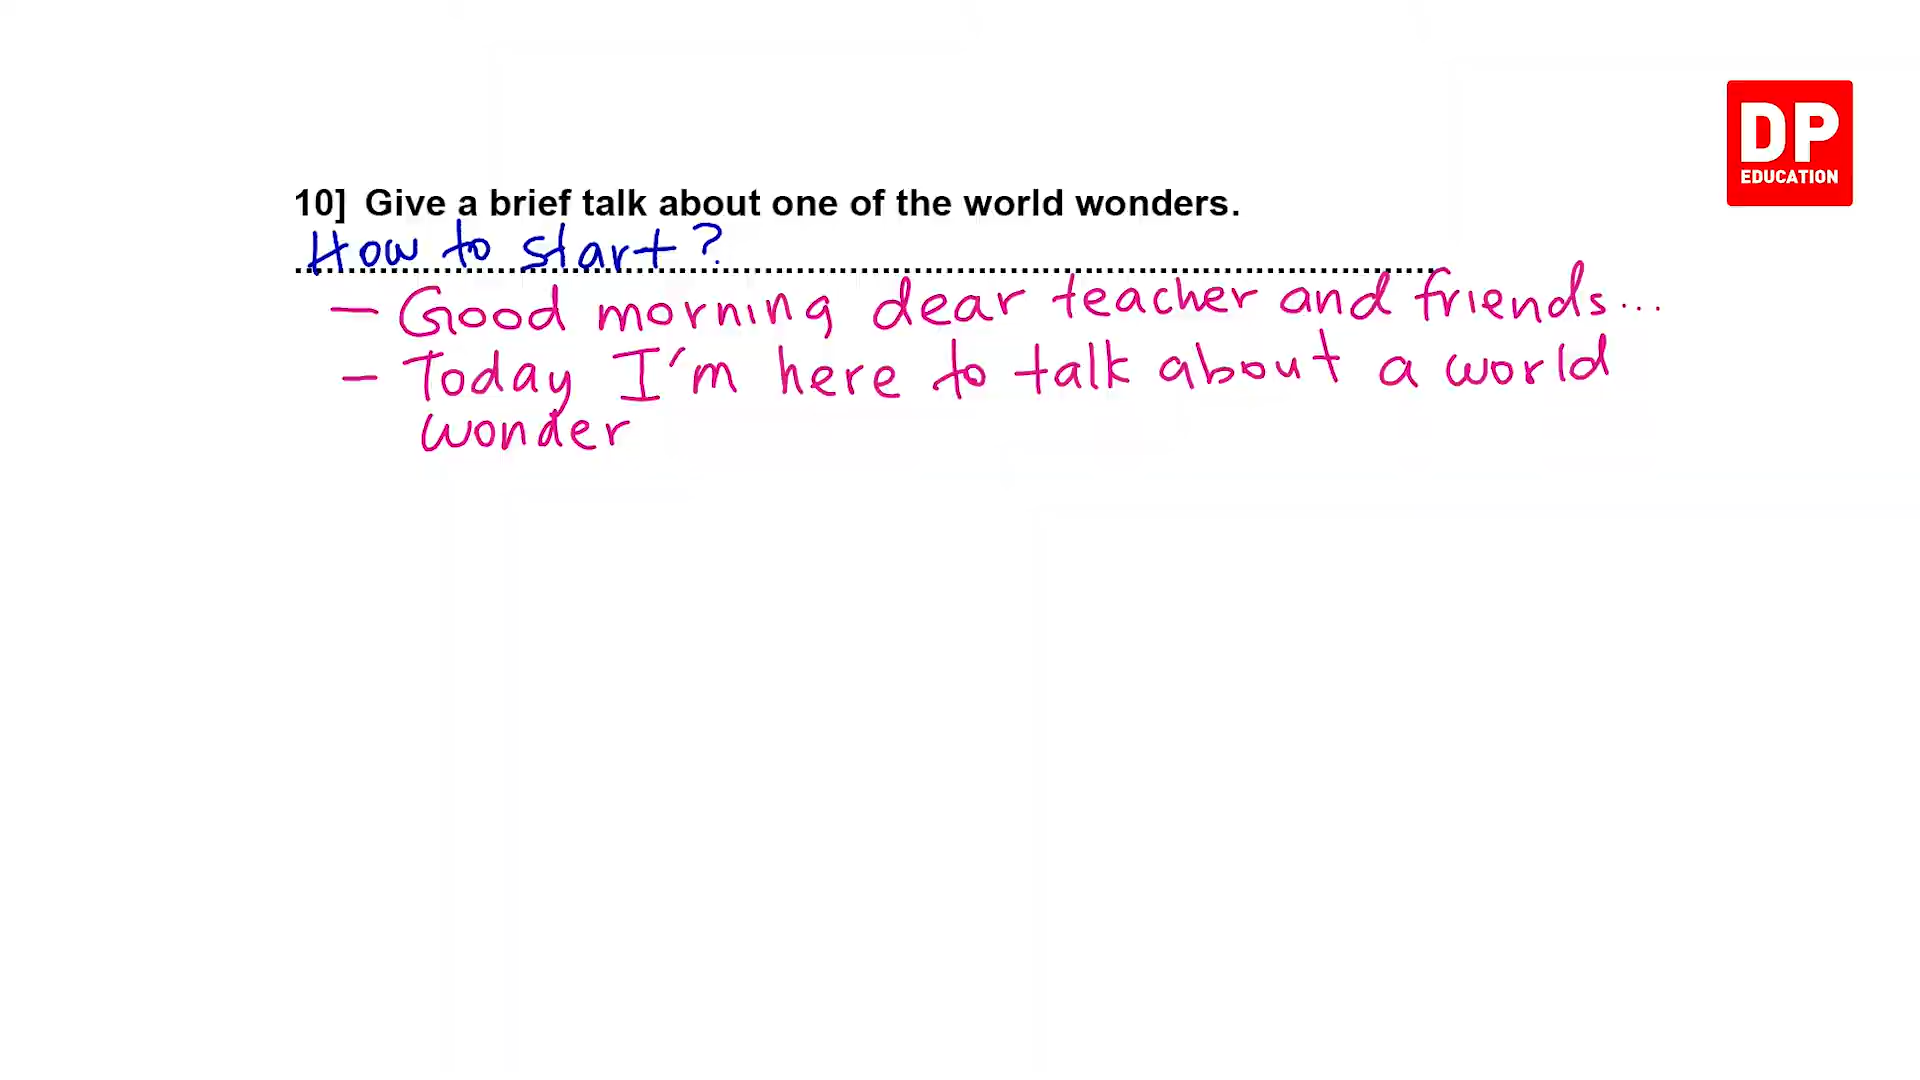 DP
EDUCATION
10] Give a brief talk about one of the world wonders.
How to start?
- Good morning dear teacher and friends...
- Today I'm here to talk about a world
wonder